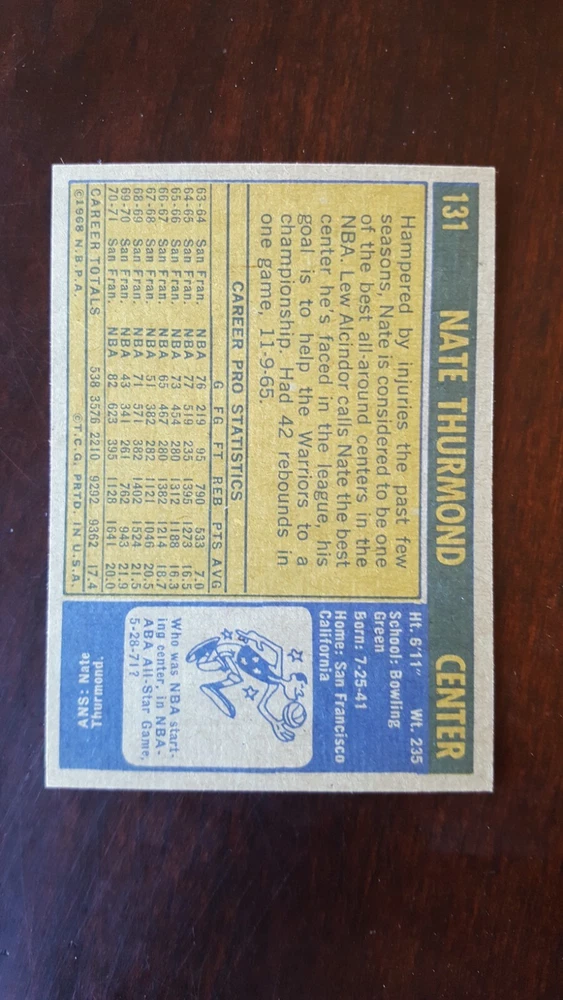 131 NATE THURMOND CENTER
Hampered by injuries the past few
seasons, Nate is considered to be one
of the best all-around centers in the
NBA. Lew Alcindor calls Nate the best
center he's faced in the league, his
goal is to help the Warriors to a
championship. Had 42 rebounds in
one game, 11-9-65.
CAREER PRO STATISTICS
G FG FT REB PTS AVG
63-64 San Fran. NBA 76 219 95 790 533 7.0
64-65 San Fran. NBA 77 519 235 1395 1273 16.5
65-66 San Fran. NBA 73 454 280 1312 1188 16.3
66-67 San Fran. NBA 65 467 280 1382 1214 18.7
67-68 San Fran. NBA 51 382 282 1121 1046 20.5
68-69 San Fran. NBA 71 571 382 1402 1524 21.5
69-70 San Fran. NBA 43 341 261 762 943 21.9
70-71 San Fran. NBA 82 623 395 1128 1641 20.0
CAREER TOTALS 538 3576 2210 9292 9362 17.4
©1968 N.B.P.A. ©T.C.G. PRTD. IN U.S.A.
Ht. 6'11" Wt. 235
School: Bowling
Green
Born: 7-25-41
Home: San Francisco
California
Who was NBA start-
ing center, in NBA-
ABA All-Star Game,
5-28-71?
ANS: Nate
Thurmond.